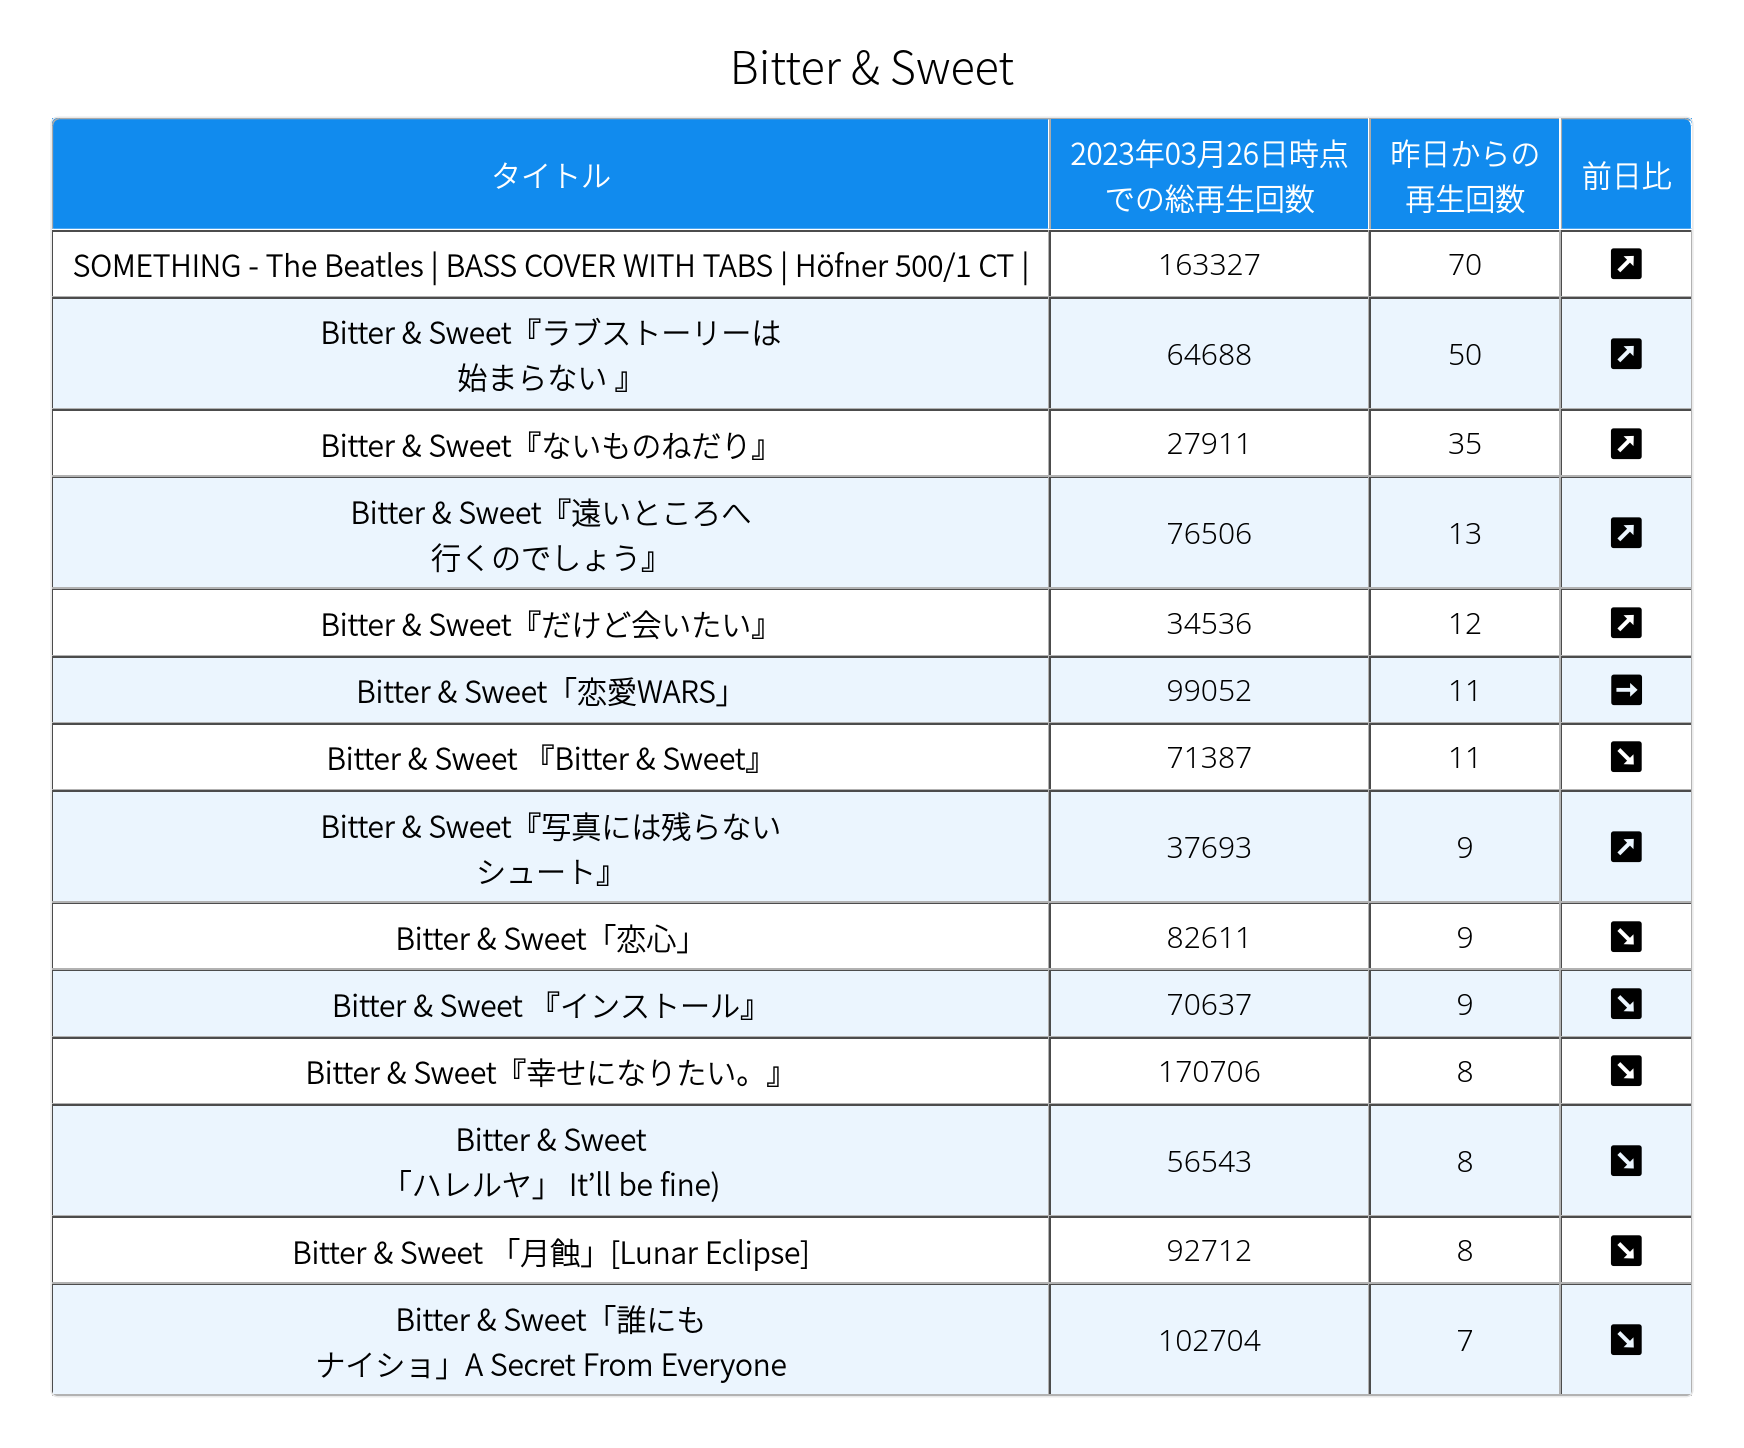 Bitter & Sweet
タイトル
2023年03月26日時点
での総再生回数
昨日からの
再生回数
前日比
SOMETHING - The Beatles | BASS COVER WITH TABS | Höfner 500/1 CT |
163327
70
Bitter & Sweet『ラブストーリーは
始まらない 』
64688
50
Bitter & Sweet『ないものねだり』
27911
35
Bitter & Sweet『遠いところへ
行くのでしょう』
76506
13
Bitter & Sweet『だけど会いたい』
34536
12
Bitter & Sweet「恋愛WARS」
99052
11
Bitter & Sweet 『Bitter & Sweet』
71387
11
Bitter & Sweet『写真には残らない
シュート』
37693
9
Bitter & Sweet「恋心」
82611
9
Bitter & Sweet 『インストール』
70637
9
Bitter & Sweet『幸せになりたい。』
170706
8
Bitter & Sweet
「ハレルヤ」 It’ll be fine)
56543
8
Bitter & Sweet 「月蝕」[Lunar Eclipse]
92712
8
Bitter & Sweet「誰にも
ナイショ」A Secret From Everyone
102704
7